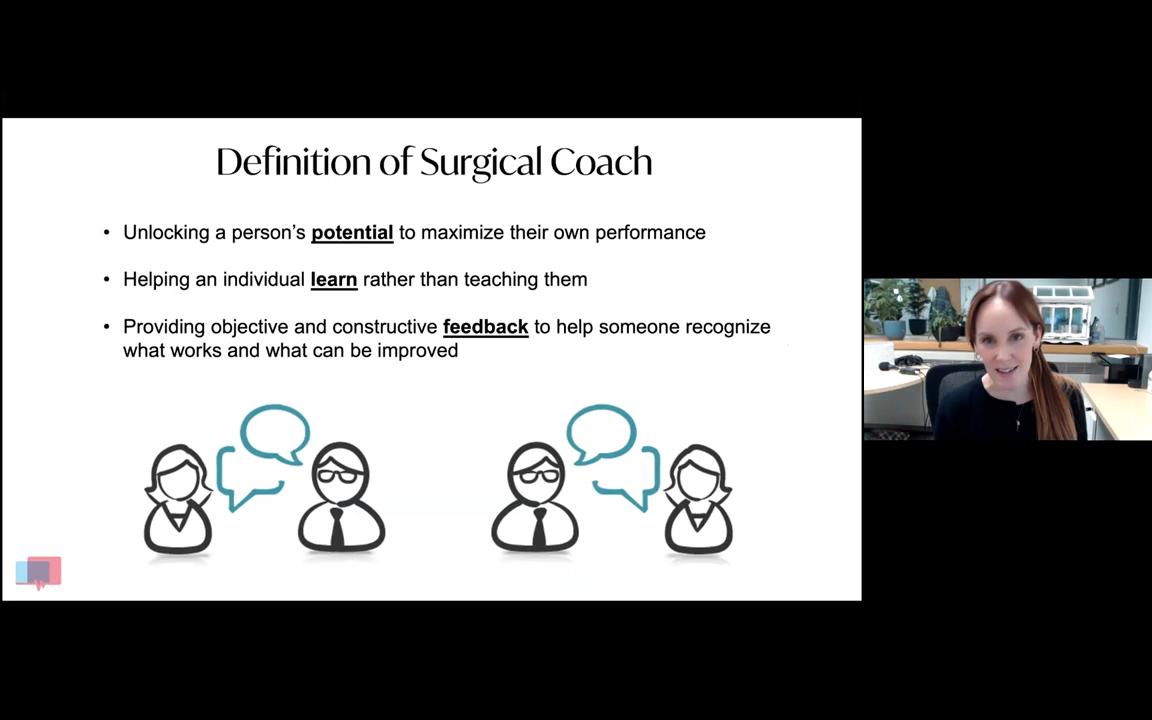 Definition of Surgical Coach
• Unlocking a person's potential to maximize their own performance
• Helping an individual learn rather than teaching them
• Providing objective and constructive feedback to help someone recognize
what works and what can be improved